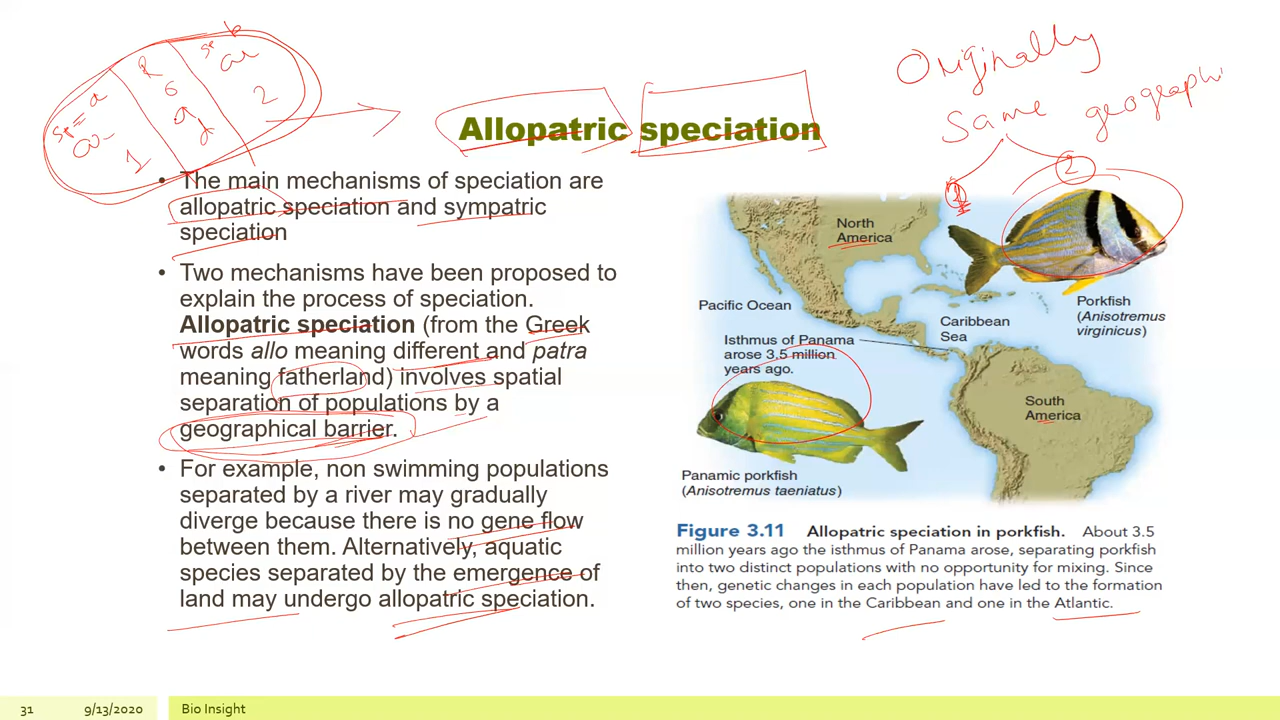 Originally
Same geographi
sp = a
R
sp b
1
2
2
Allopatric speciation
• The main mechanisms of speciation are
allopatric speciation and sympatric
speciation
• Two mechanisms have been proposed to
explain the process of speciation.
Allopatric speciation (from the Greek
words allo meaning different and patra
meaning fatherland) involves spatial
separation of populations by a
geographical barrier.
• For example, non swimming populations
separated by a river may gradually
diverge because there is no gene flow
between them. Alternatively, aquatic
species separated by the emergence of
land may undergo allopatric speciation.
North
America
Pacific Ocean
Caribbean
Sea
Porkfish
(Anisotremus
virginicus)
Isthmus of Panama
arose 3.5 million
years ago.
South
America
Panamic porkfish
(Anisotremus taeniatus)
Figure 3.11 Allopatric speciation in porkfish. About 3.5
million years ago the isthmus of Panama arose, separating porkfish
into two distinct populations with no opportunity for mixing. Since
then, genetic changes in each population have led to the formation
of two species, one in the Caribbean and one in the Atlantic.
31 9/13/2020 Bio Insight